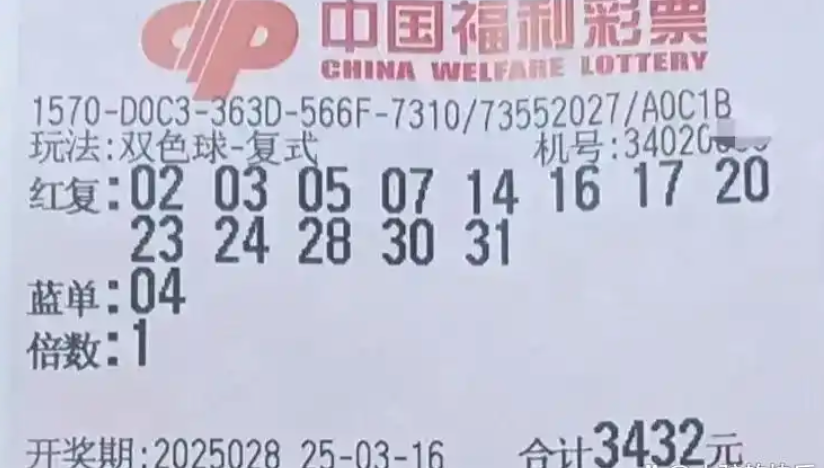 中国福利彩票
CHINA WELFARE LOTTERY
1570-D0C3-363D-566F-7310/73552027/A0C1B
玩法:双色球-复式 机号:34020
红复:02 03 05 07 14 16 17 20
23 24 28 30 31
蓝单:04
倍数:1
开奖期:2025028 25-03-16 合计3432元